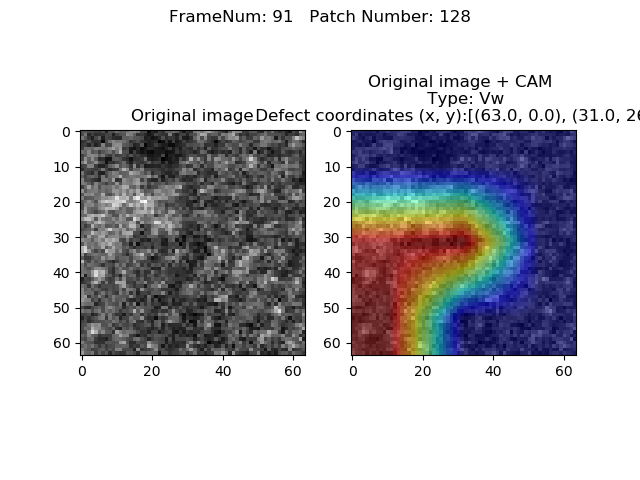 FrameNum: 91   Patch Number: 128
Original image + CAM
Type: Vw
Original image
Defect coordinates (x, y):[(63.0, 0.0), (31.0, 26
0
10
20
30
40
50
60
0 20 40 60
0
10
20
30
40
50
60
0 20 40 60